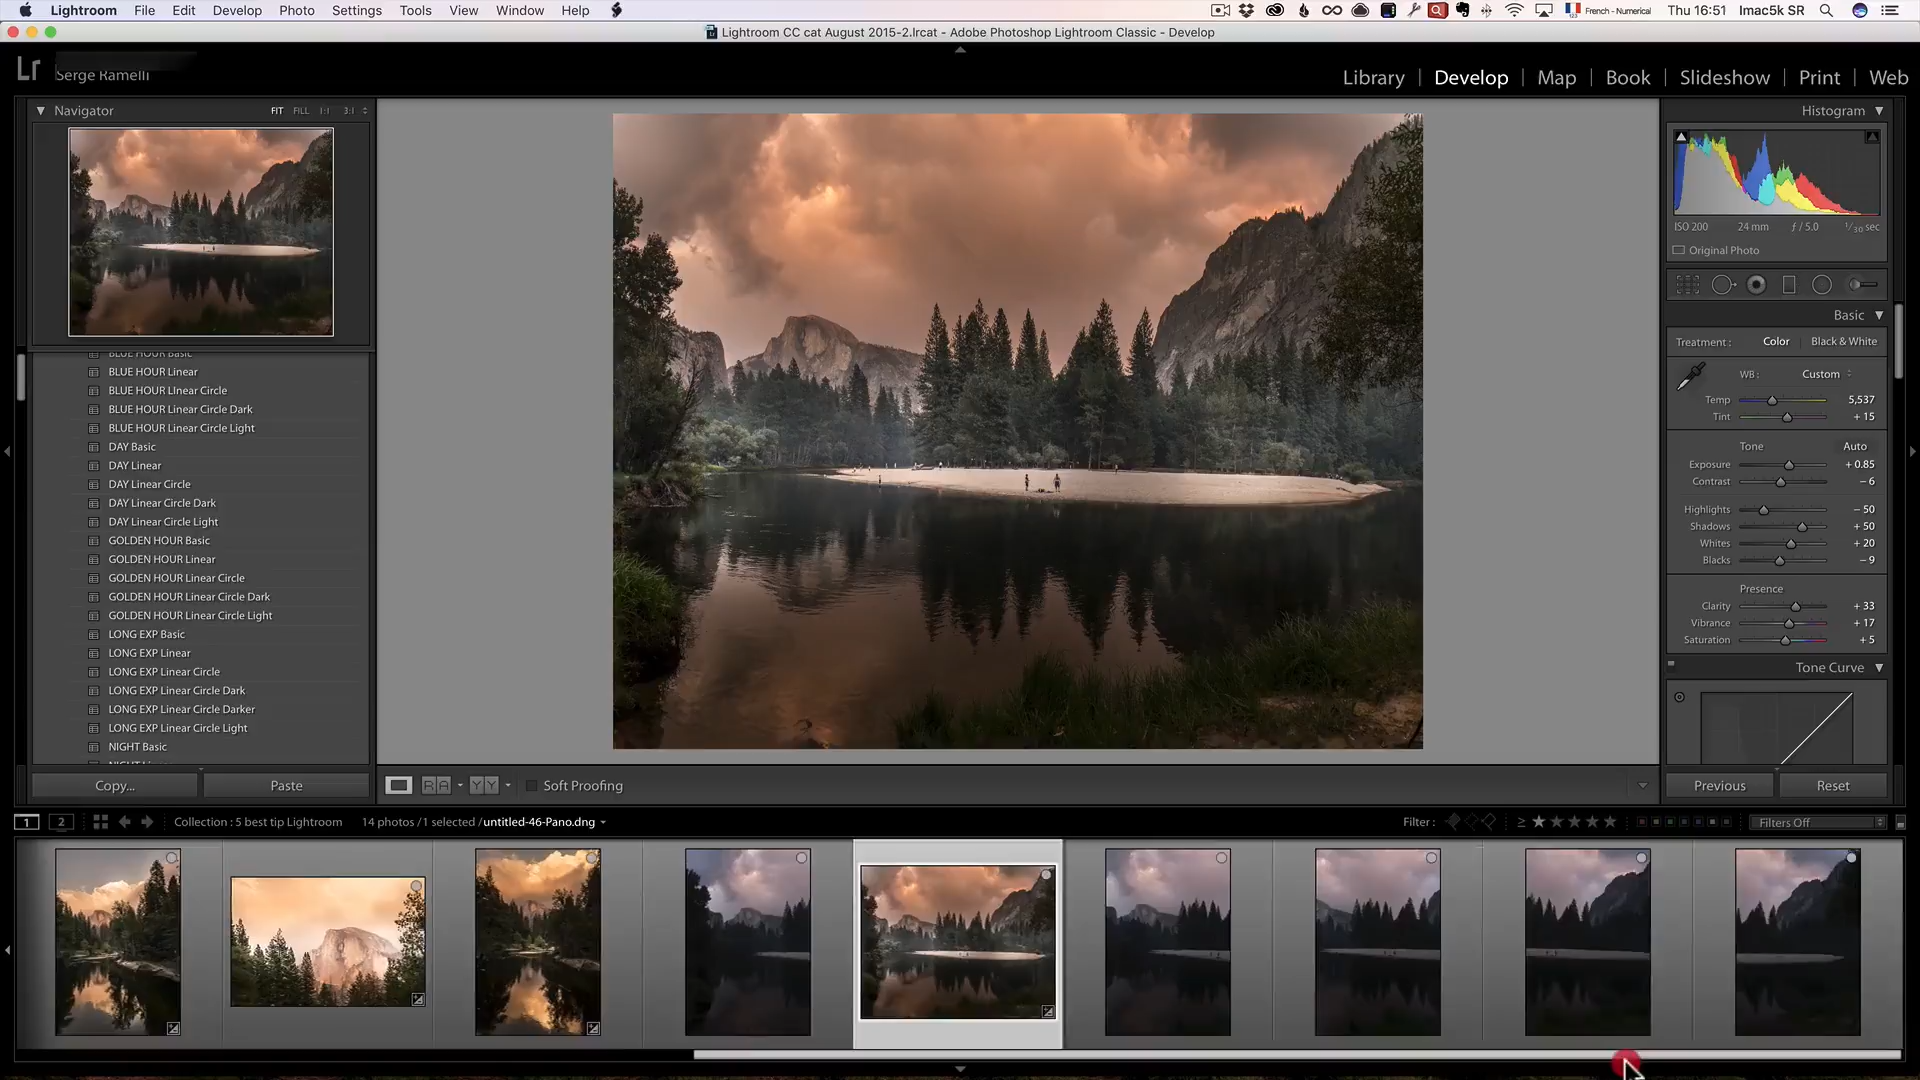 Lightroom File Edit Develop Photo Settings Tools View Window Help French - Numerical Thu 16:51 Imac5k SR
Lightroom CC cat August 2015-2.lrcat - Adobe Photoshop Lightroom Classic - Develop
Lr Serge Ramelli
Library | Develop | Map | Book | Slideshow | Print | Web
Navigator FIT FILL 1:1 3:1
BLUE HOUR Basic
BLUE HOUR Linear
BLUE HOUR LInear Circle
BLUE HOUR Linear Circle Dark
BLUE HOUR Linear Circle Light
DAY Basic
DAY Linear
DAY Linear Circle
DAY Linear Circle Dark
DAY Linear Circle Light
GOLDEN HOUR Basic
GOLDEN HOUR Linear
GOLDEN HOUR Linear Circle
GOLDEN HOUR Linear Circle Dark
GOLDEN HOUR Linear Circle Light
LONG EXP Basic
LONG EXP Linear
LONG EXP Linear Circle
LONG EXP Linear Circle Dark
LONG EXP Linear Circle Darker
LONG EXP Linear Circle Light
NIGHT Basic
Copy... Paste
Histogram
ISO 200 24 mm ƒ / 5.0 1/30 sec
Original Photo
Basic
Treatment : Color | Black & White
WB : Custom
Temp 5,537
Tint + 15
Tone Auto
Exposure + 0.85
Contrast – 6
Highlights – 50
Shadows + 50
Whites + 20
Blacks – 9
Presence
Clarity + 33
Vibrance + 17
Saturation + 5
Tone Curve
Previous Reset
R A Y Y Soft Proofing
1 2 Collection : 5 best tip Lightroom 14 photos / 1 selected / untitled-46-Pano.dng Filter : ≥ ★★★★★ Filters Off